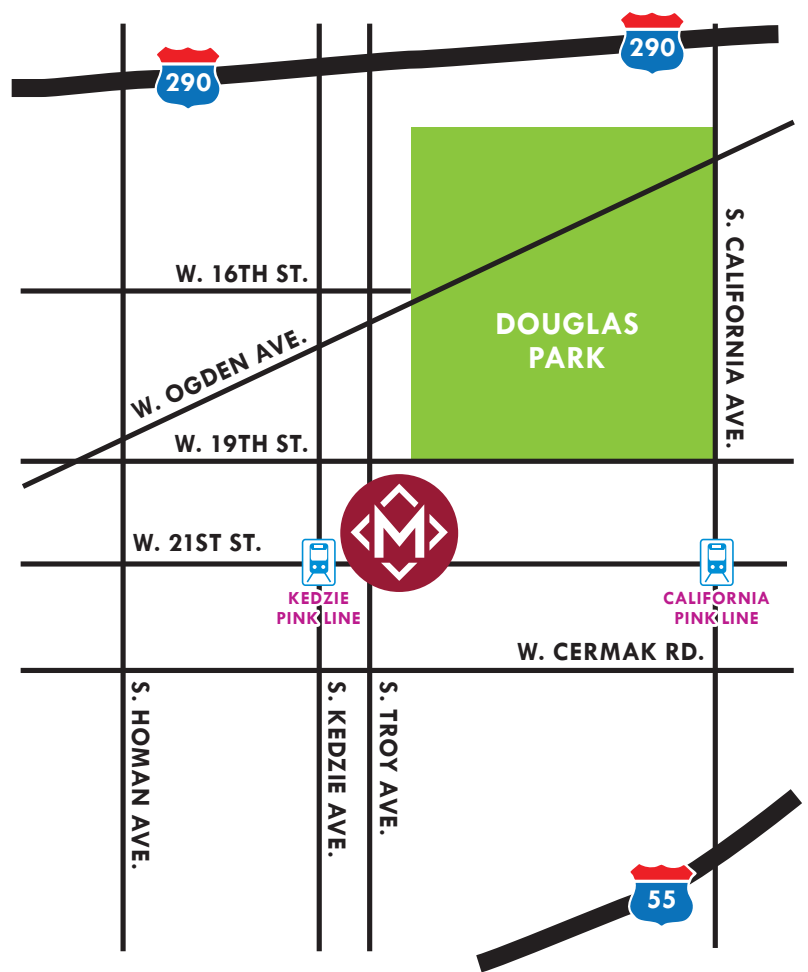 290
290
S. CALIFORNIA AVE.
W. 16TH ST.
DOUGLAS
PARK
W. OGDEN AVE.
W. 19TH ST.
M
W. 21ST ST.
KEDZIE
PINK LINE
CALIFORNIA
PINK LINE
W. CERMAK RD.
S. HOMAN AVE.
S. KEDZIE AVE.
S. TROY AVE.
55